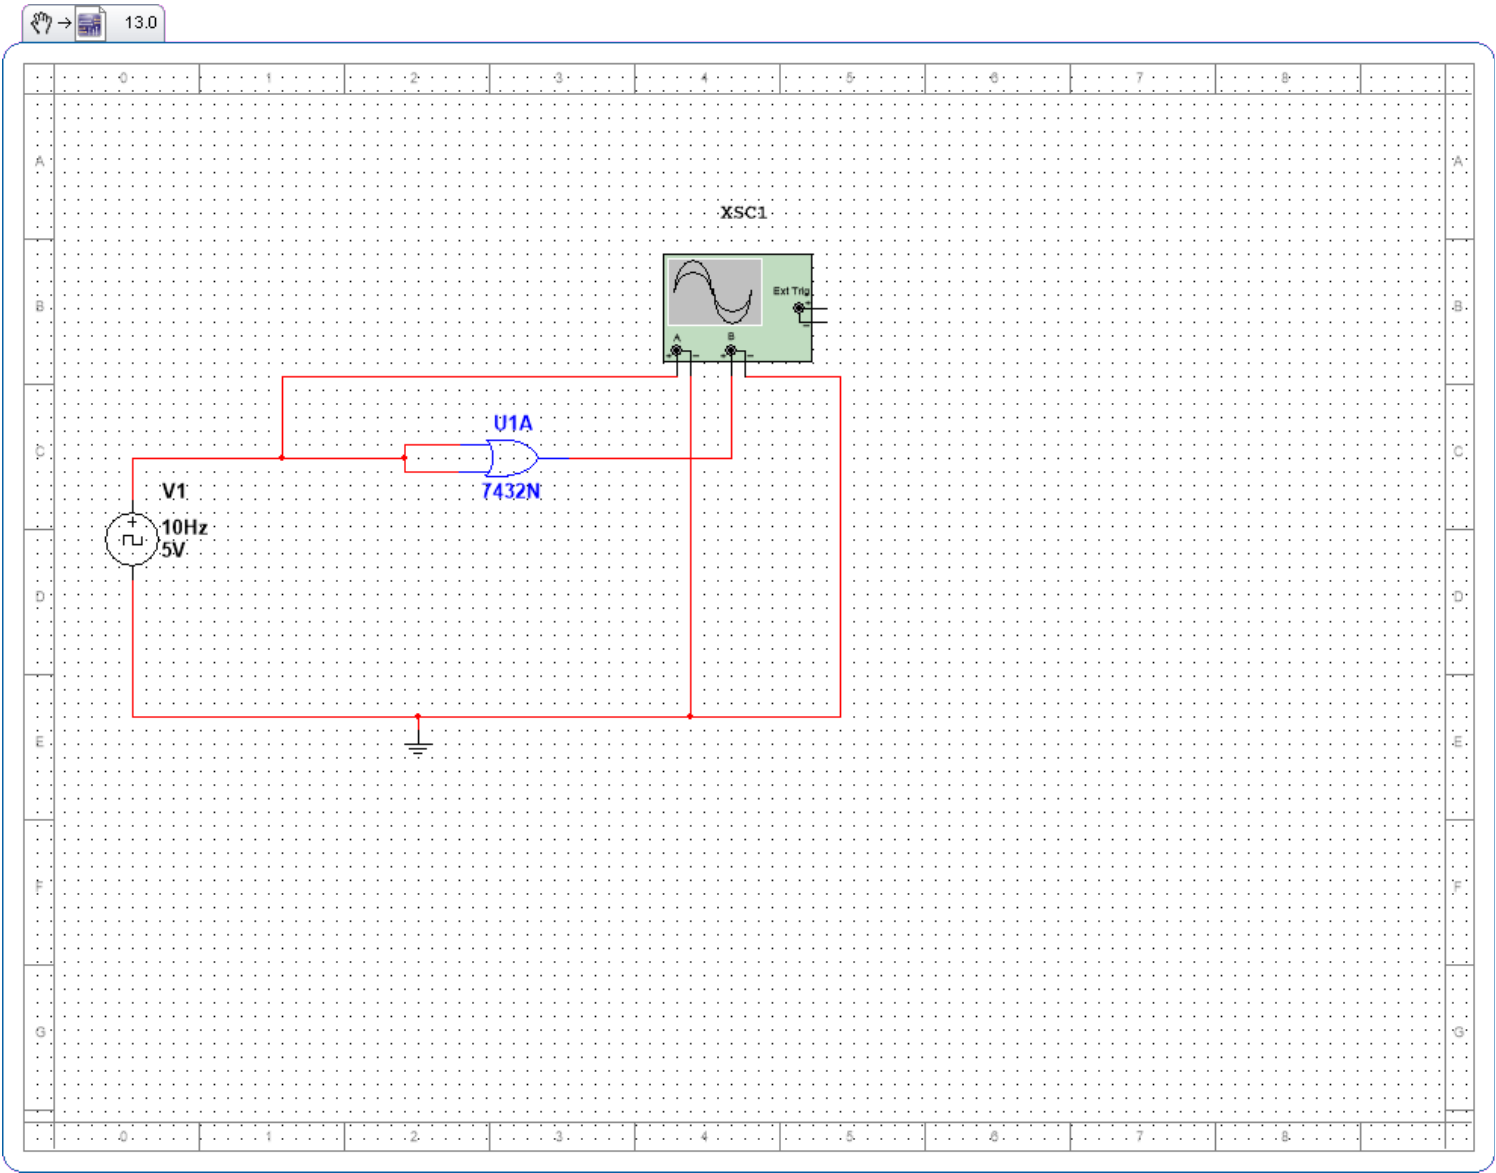 13.0
0 1 2 3 4 5 6 7 8
A A
XSC1
B B
Ext Trig
+
−
A B
+ − + −
U1A
C C
7432N
V1
+
10Hz
5V
D D
E E
F F
G G
0 1 2 3 4 5 6 7 8